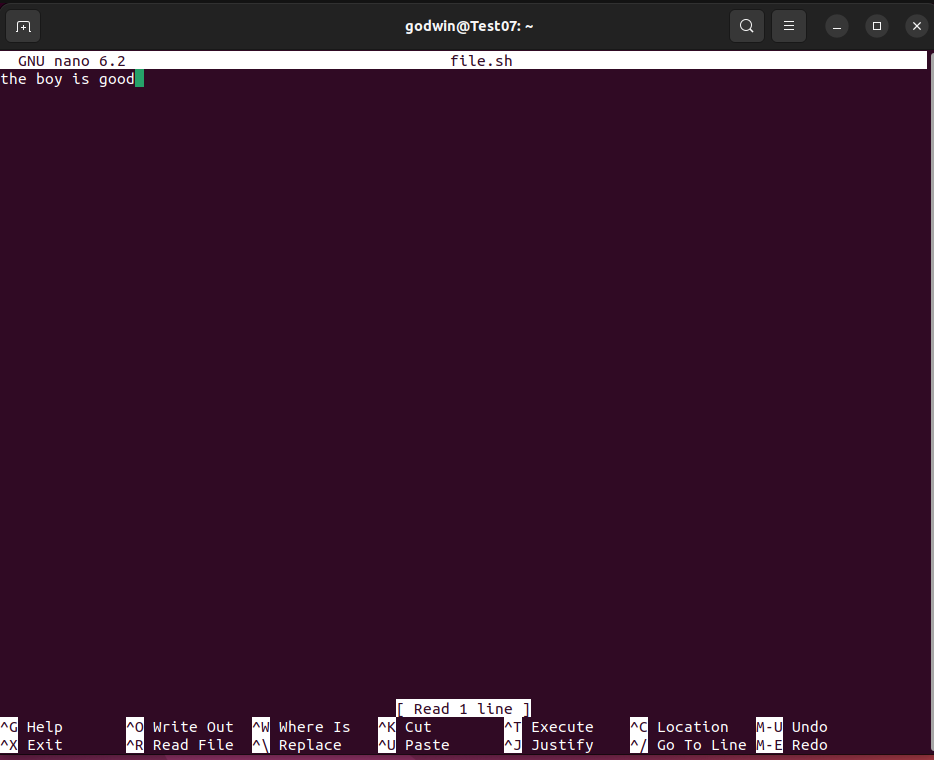 godwin@Test07: ~
GNU nano 6.2 file.sh
the boy is good
[ Read 1 line ]
^G Help ^O Write Out ^W Where Is ^K Cut ^T Execute ^C Location M-U Undo
^X Exit ^R Read File ^\ Replace ^U Paste ^J Justify ^/ Go To Line M-E Redo